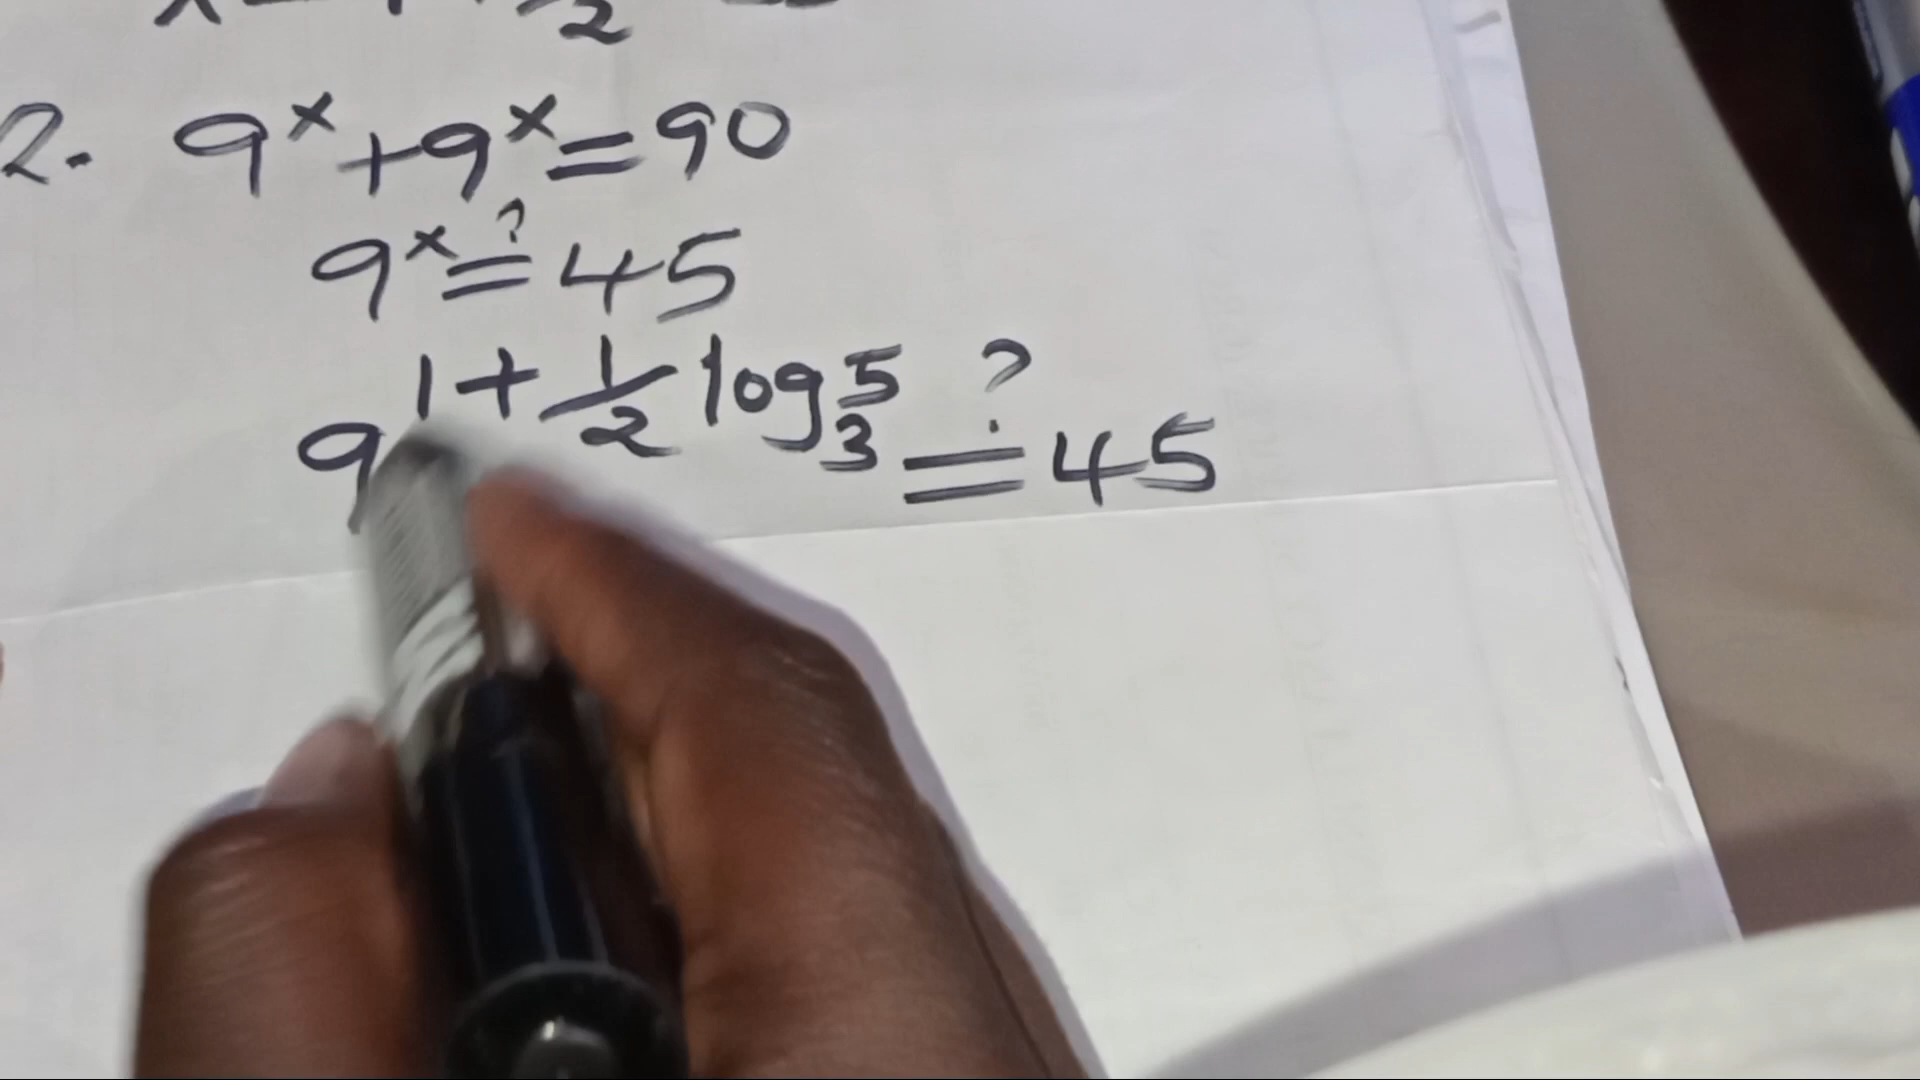 2. 9^x + 9^x = 90
9^x ?= 45
9^(1 + 1/2 log_3 5) ?= 45